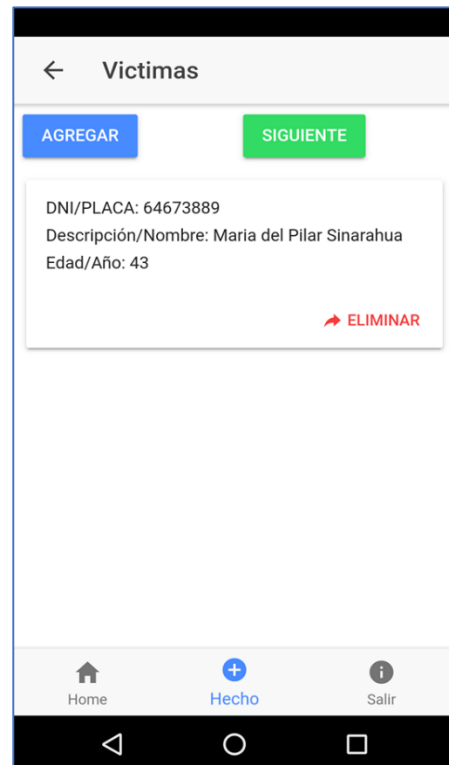 Victimas
AGREGAR
SIGUIENTE
DNI/PLACA: 64673889
Descripción/Nombre: Maria del Pilar Sinarahua
Edad/Año: 43
ELIMINAR
Home
Hecho
Salir